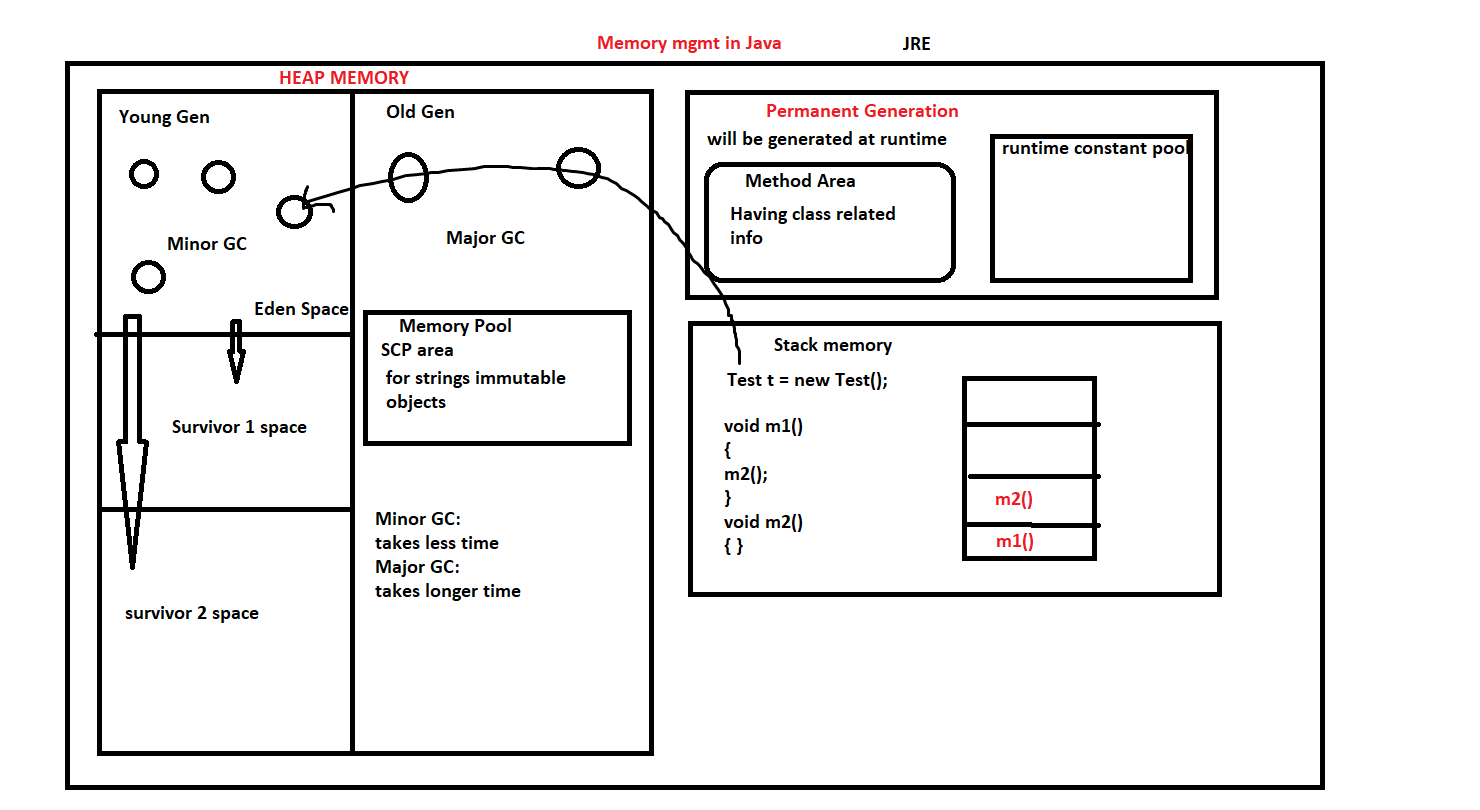 Memory mgmt in Java
JRE
HEAP MEMORY
Young Gen
Minor GC
Eden Space
Survivor 1 space
survivor 2 space
Old Gen
Major GC
Memory Pool
SCP area
for strings immutable
objects
Minor GC:
takes less time
Major GC:
takes longer time
Permanent Generation
will be generated at runtime
Method Area
Having class related
info
runtime constant pool
Stack memory
Test t = new Test();
void m1()
{
m2();
}
void m2()
{ }
m2()
m1()